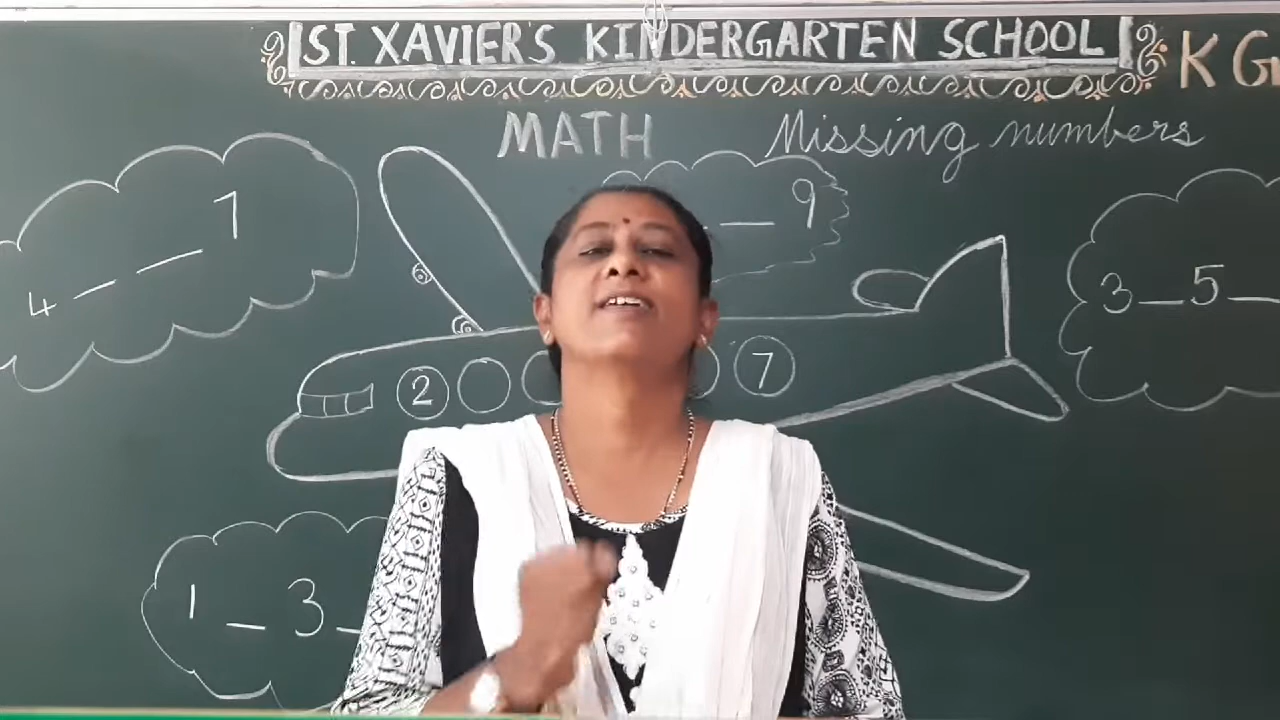 ST. XAVIER'S KINDERGARTEN SCHOOL
K G
MATH Missing numbers
4 _ _ 7
_ 9
3 _ 5 _
2 7
1 _ 3 _